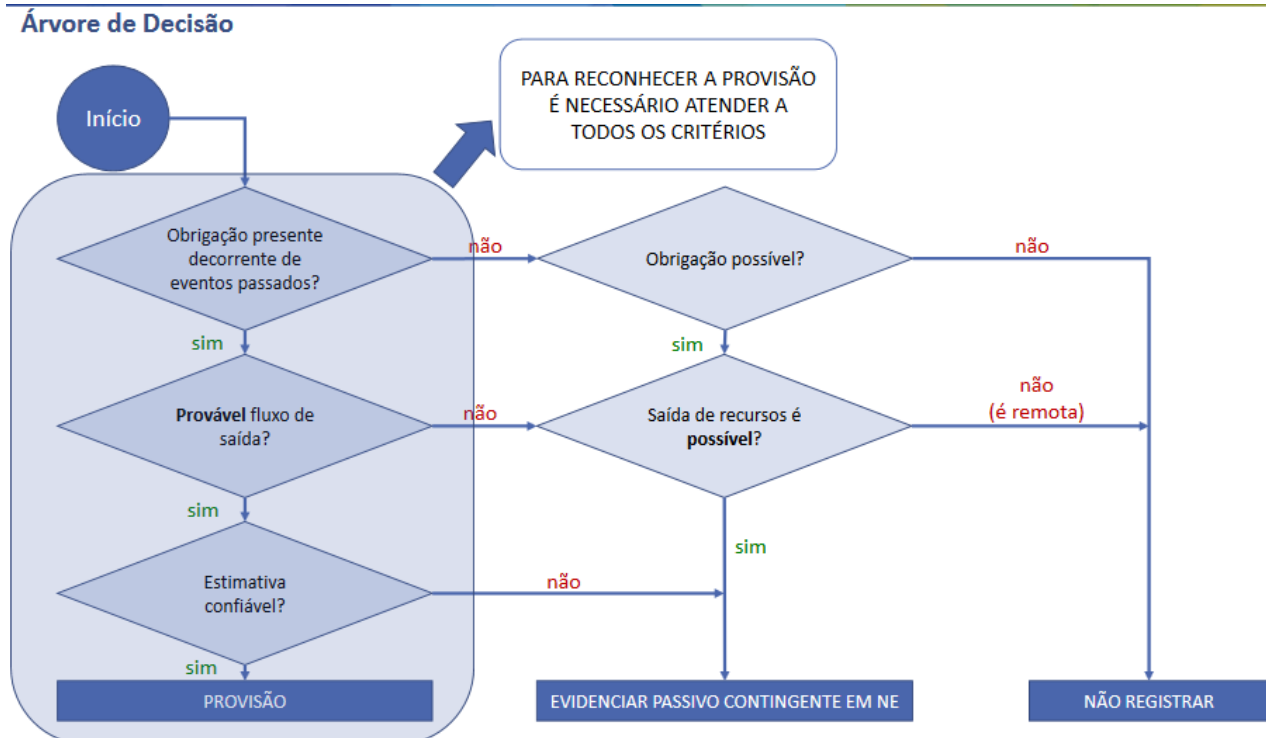 Árvore de Decisão
PARA RECONHECER A PROVISÃO
É NECESSÁRIO ATENDER A
TODOS OS CRITÉRIOS
Início
Obrigação presente
decorrente de
eventos passados?
não
Obrigação possível?
não
sim
sim
Provável fluxo de
saída?
não
Saída de recursos é
possível?
não
(é remota)
sim
sim
Estimativa
confiável?
não
sim
PROVISÃO
EVIDENCIAR PASSIVO CONTINGENTE EM NE
NÃO REGISTRAR